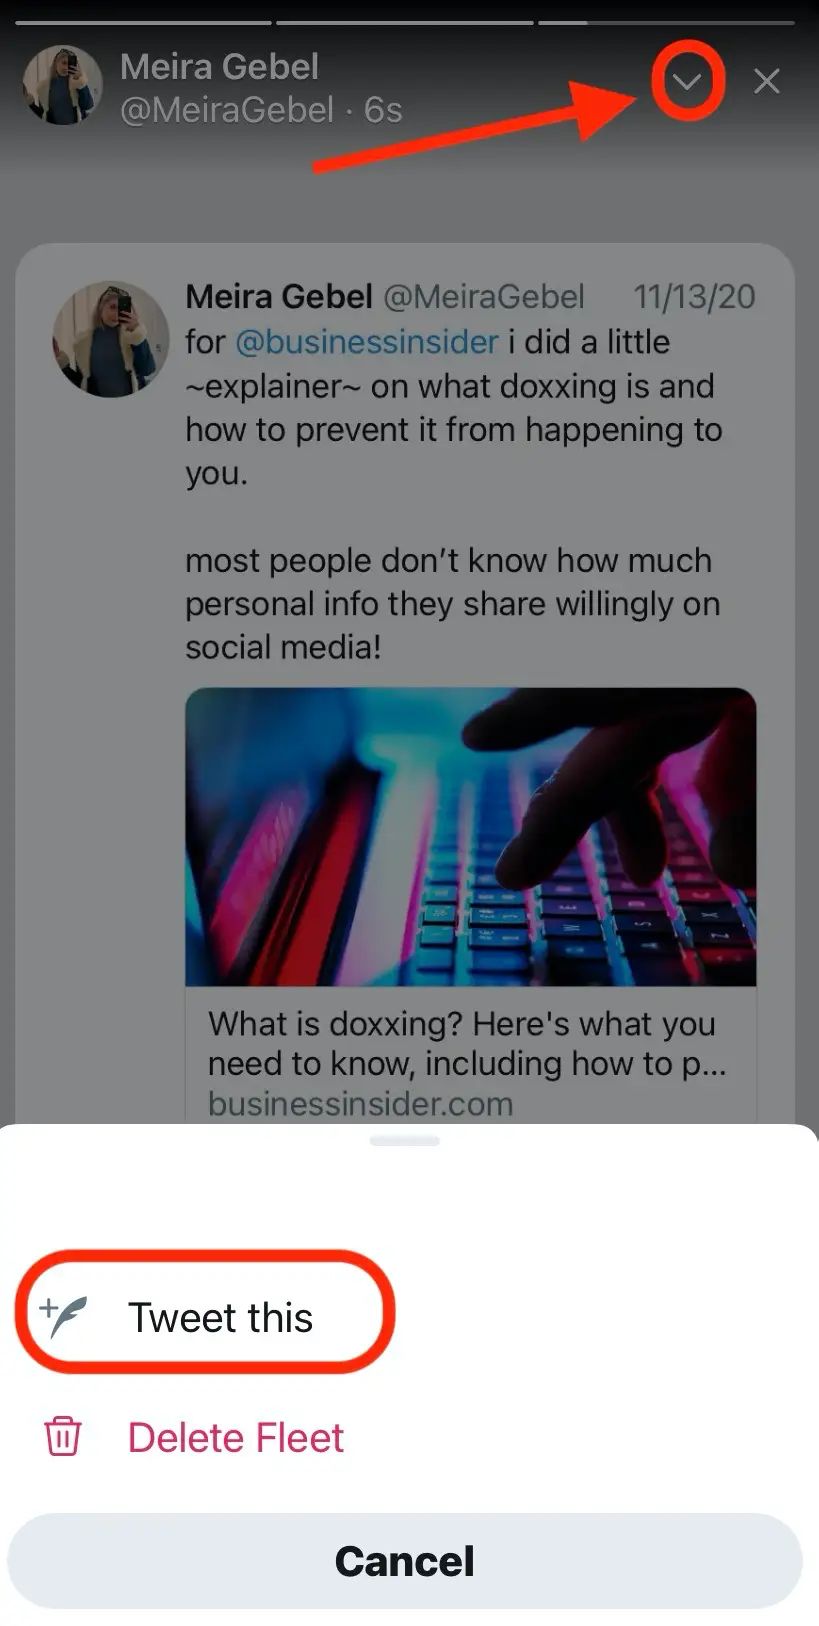 Meira Gebel
@MeiraGebel · 6s
Meira Gebel @MeiraGebel 11/13/20
for @businessinsider i did a little
~explainer~ on what doxxing is and
how to prevent it from happening to
you.
most people don’t know how much
personal info they share willingly on
social media!
What is doxxing? Here's what you
need to know, including how to p...
businessinsider.com
Tweet this
Delete Fleet
Cancel